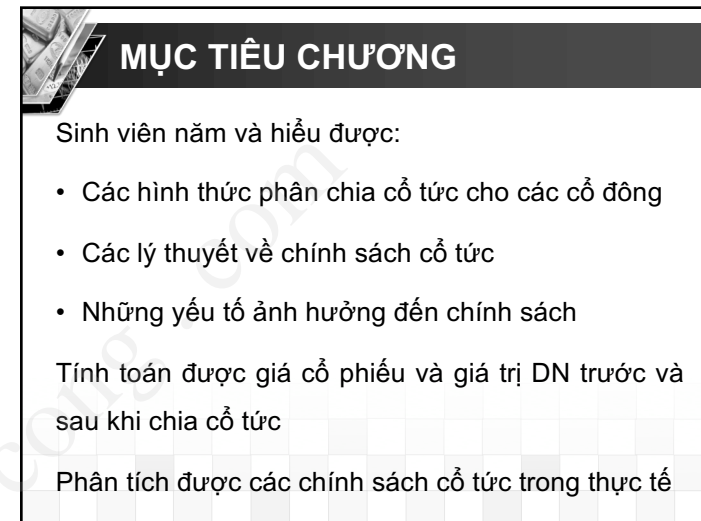 MỤC TIÊU CHƯƠNG
Sinh viên năm và hiểu được:
• Các hình thức phân chia cổ tức cho các cổ đông
• Các lý thuyết về chính sách cổ tức
• Những yếu tố ảnh hưởng đến chính sách
Tính toán được giá cổ phiếu và giá trị DN trước và
sau khi chia cổ tức
Phân tích được các chính sách cổ tức trong thực tế
cong . com